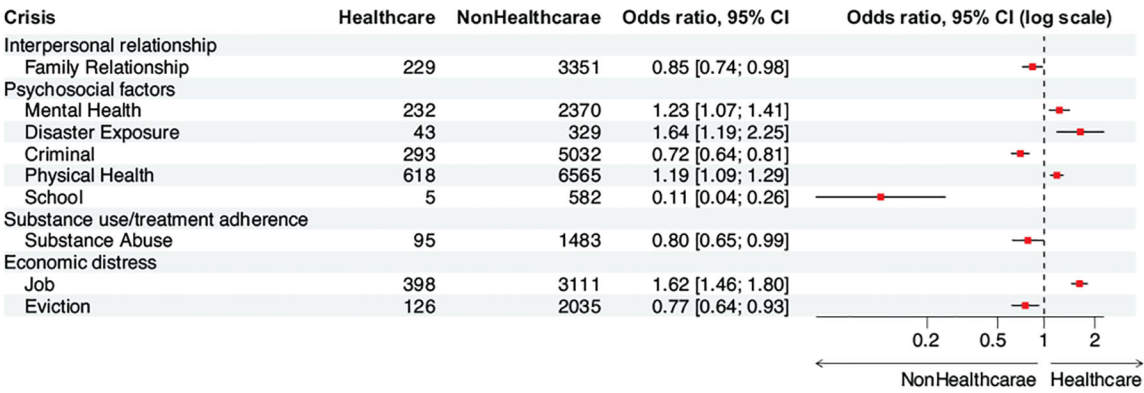 Crisis Healthcare NonHealthcarae Odds ratio, 95% CI Odds ratio, 95% CI (log scale)
Interpersonal relationship
Family Relationship 229 3351 0.85 [0.74; 0.98]
Psychosocial factors
Mental Health 232 2370 1.23 [1.07; 1.41]
Disaster Exposure 43 329 1.64 [1.19; 2.25]
Criminal 293 5032 0.72 [0.64; 0.81]
Physical Health 618 6565 1.19 [1.09; 1.29]
School 5 582 0.11 [0.04; 0.26]
Substance use/treatment adherence
Substance Abuse 95 1483 0.80 [0.65; 0.99]
Economic distress
Job 398 3111 1.62 [1.46; 1.80]
Eviction 126 2035 0.77 [0.64; 0.93]
0.2 0.5 1 2
NonHealthcarae Healthcare